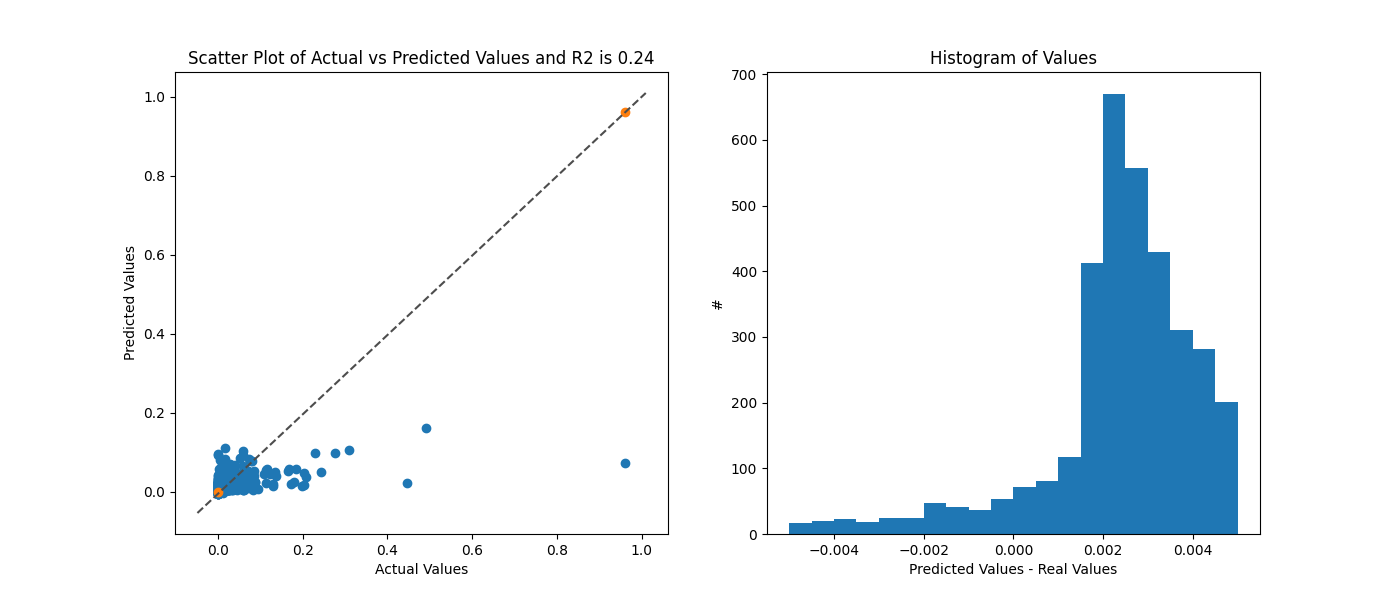 Scatter Plot of Actual vs Predicted Values and R2 is 0.24
1.0
0.8
0.6
0.4
0.2
0.0
Predicted Values
0.0 0.2 0.4 0.6 0.8 1.0
Actual Values
Histogram of Values
700
600
500
400
300
200
100
0
#
−0.004 −0.002 0.000 0.002 0.004
Predicted Values - Real Values